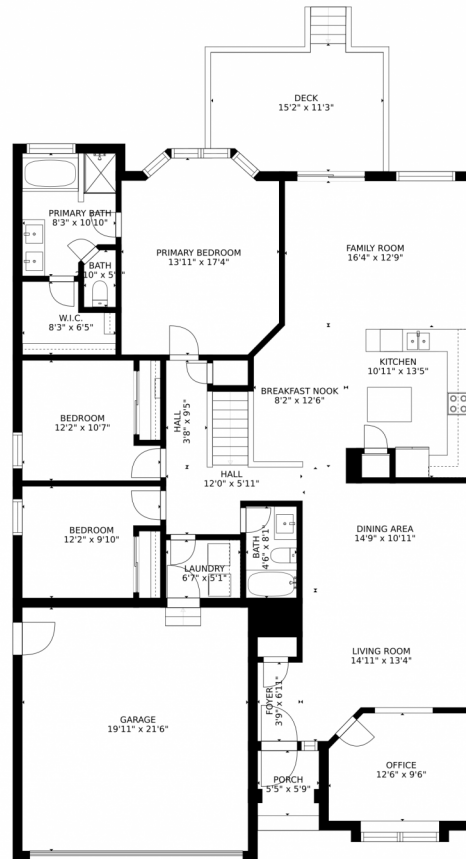 DECK
15'2" x 11'3"
PRIMARY BATH
8'3" x 10'10"
PRIMARY BEDROOM
13'11" x 17'4"
FAMILY ROOM
16'4" x 12'9"
BATH
W.I.C.
8'3" x 6'5"
KITCHEN
10'11" x 13'5"
BREAKFAST NOOK
8'2" x 12'6"
BEDROOM
12'2" x 10'7"
HALL
3'8" x 9'5"
HALL
12'0" x 5'11"
BEDROOM
12'2" x 9'10"
BATH
4'6" x 8'1"
DINING AREA
14'9" x 10'11"
LAUNDRY
6'7" x 5'1"
LIVING ROOM
14'11" x 13'4"
FOYER
3'9" x 6'11"
GARAGE
19'11" x 21'6"
PORCH
5'5" x 5'9"
OFFICE
12'6" x 9'6"